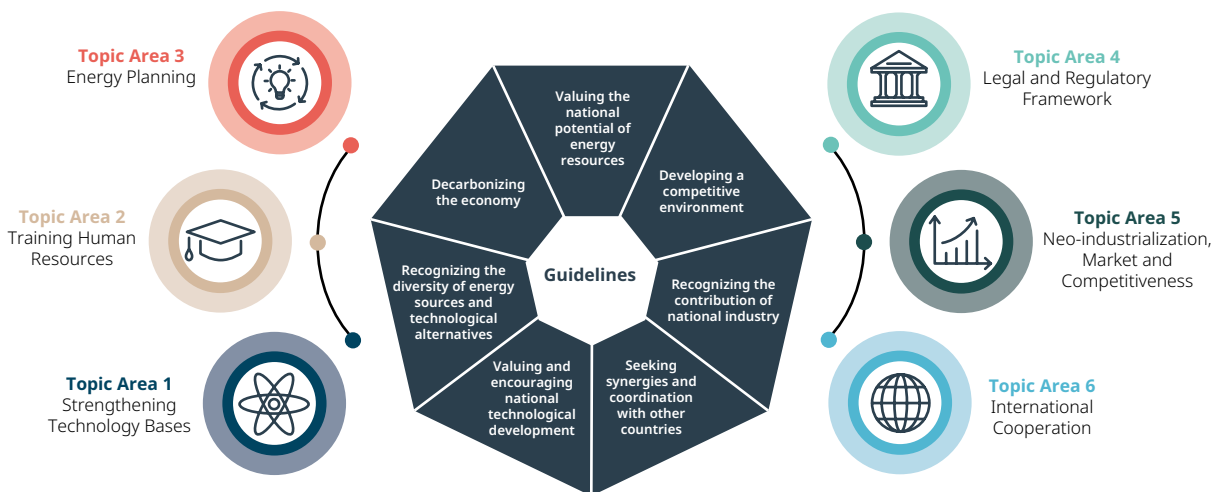 Topic Area 3
Energy Planning
Topic Area 2
Training Human
Resources
Topic Area 1
Strengthening
Technology Bases
Valuing the
national
potential of
energy
resources
Decarbonizing
the economy
Developing a
competitive
environment
Guidelines
Recognizing the
diversity of energy
sources and
technological
alternatives
Recognizing the
contribution of
national industry
Valuing and
encouraging
national
technological
development
Seeking
synergies and
coordination
with other
countries
Topic Area 4
Legal and Regulatory
Framework
Topic Area 5
Neo-industrialization,
Market and
Competitiveness
Topic Area 6
International
Cooperation